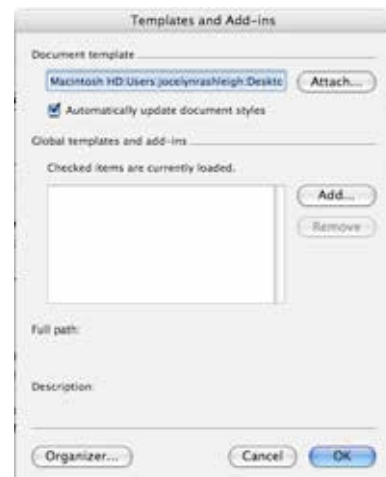 Templates and Add-ins
Document template
Macintosh HD:Users:jocelynrashleigh:Deskto
Attach...
Automatically update document styles
Global templates and add-ins
Checked items are currently loaded.
Add...
Remove
Full path:
Description:
Organizer...
Cancel
OK